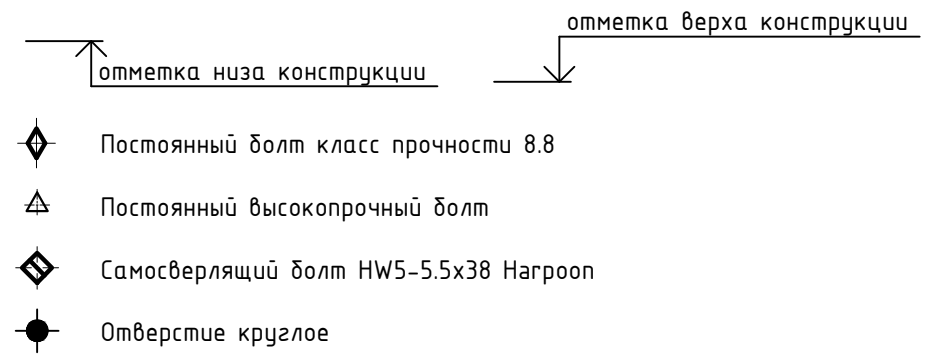 отметка верха конструкции
отметка низа конструкции
Постоянный болт класс прочности 8.8
Постоянный высокопрочный болт
Самосверлящий болт HW5-5.5x38 Harpoon
Отверстие круглое